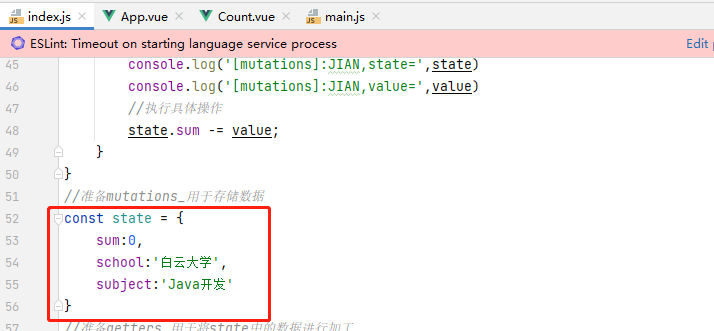 index.js × App.vue × Count.vue × main.js ×
ESLint: Timeout on starting language service process Edit
45 console.log('[mutations]:JIAN,state=',state)
46 console.log('[mutations]:JIAN,value=',value)
47 //执行具体操作
48 state.sum -= value;
49 }
50 }
51 //准备mutations_用于存储数据
52 const state = {
53 sum:0,
54 school:'白云大学',
55 subject:'Java开发'
56 }
57 //准备getters_用于将state中的数据进行加工